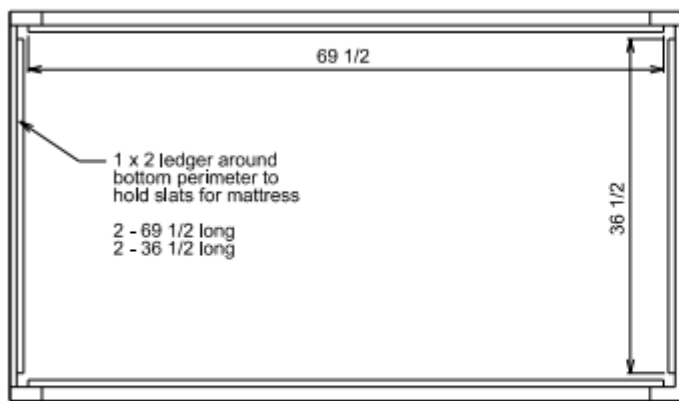 69 1/2
1 x 2 ledger around
bottom perimeter to
hold slats for mattress
2 - 69 1/2 long
2 - 36 1/2 long
36 1/2